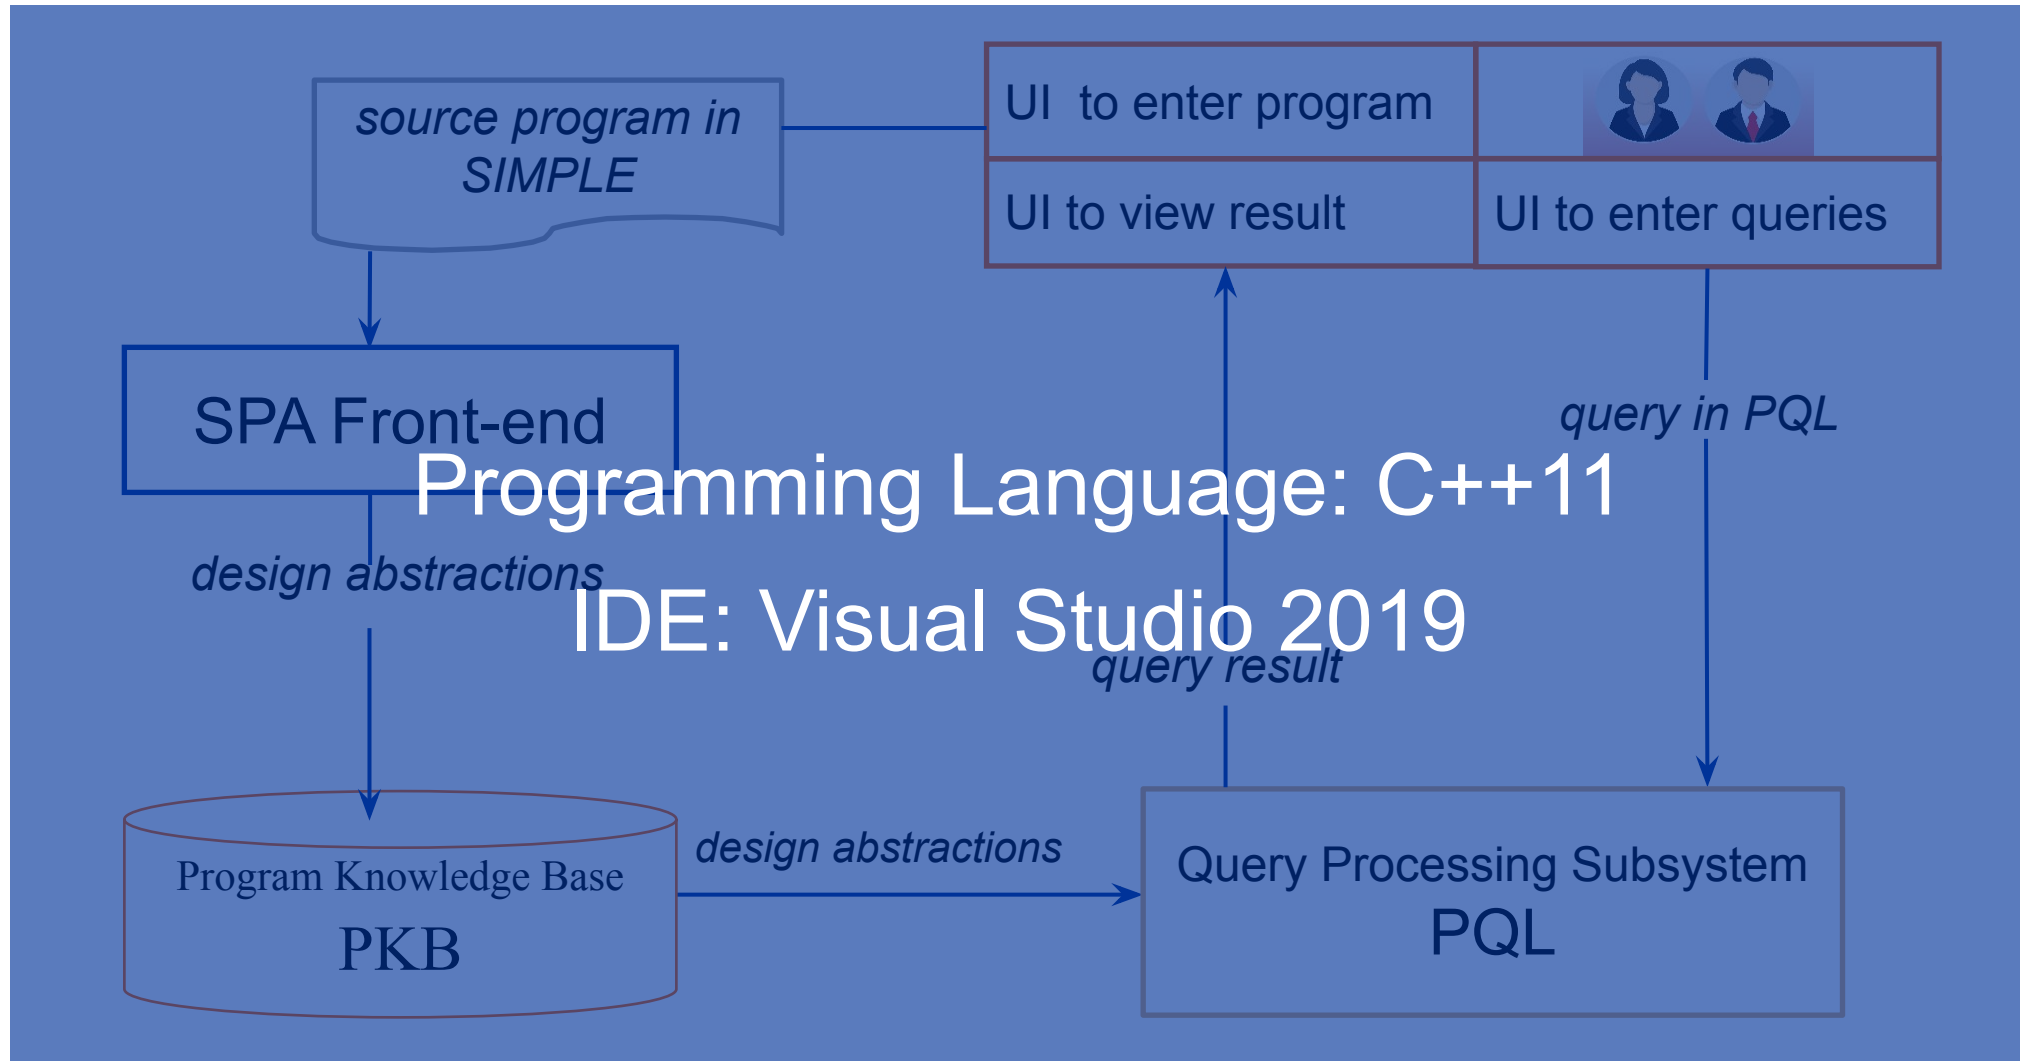 source program in
SIMPLE
UI to enter program
UI to view result
UI to enter queries
SPA Front-end
query in PQL
Programming Language: C++11
design abstractions
IDE: Visual Studio 2019
query result
design abstractions
Program Knowledge Base
PKB
Query Processing Subsystem
PQL